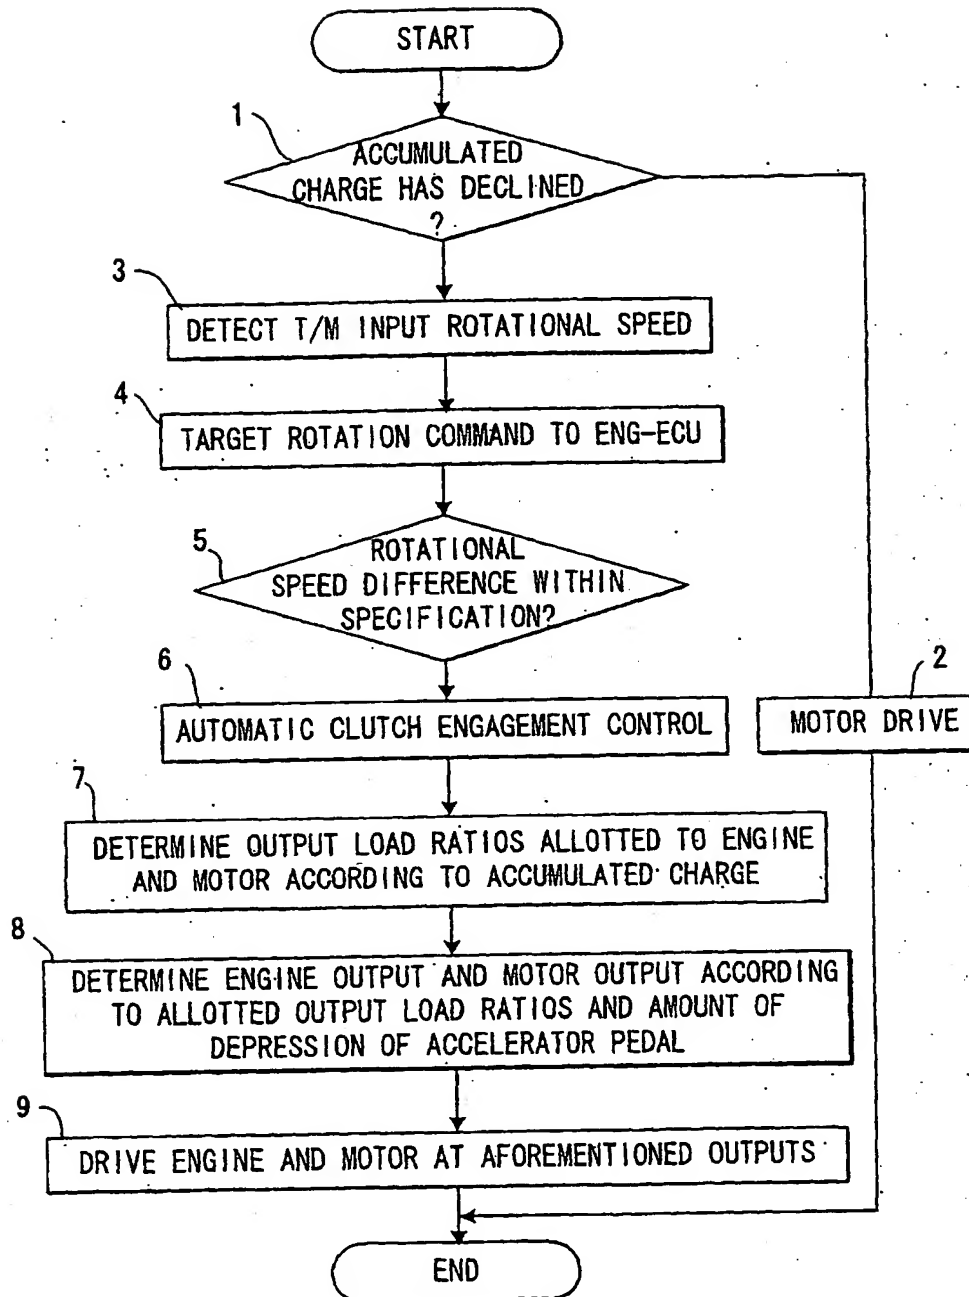 START
1
ACCUMULATED
CHARGE HAS DECLINED
?
3
DETECT T/M INPUT ROTATIONAL SPEED
4
TARGET ROTATION COMMAND TO ENG-ECU
5
ROTATIONAL
SPEED DIFFERENCE WITHIN
SPECIFICATION?
6
AUTOMATIC CLUTCH ENGAGEMENT CONTROL
2
MOTOR DRIVE
7
DETERMINE OUTPUT LOAD RATIOS ALLOTTED TO ENGINE
AND MOTOR ACCORDING TO ACCUMULATED CHARGE
8
DETERMINE ENGINE OUTPUT AND MOTOR OUTPUT ACCORDING
TO ALLOTTED OUTPUT LOAD RATIOS AND AMOUNT OF
DEPRESSION OF ACCELERATOR PEDAL
9
DRIVE ENGINE AND MOTOR AT AFOREMENTIONED OUTPUTS
END